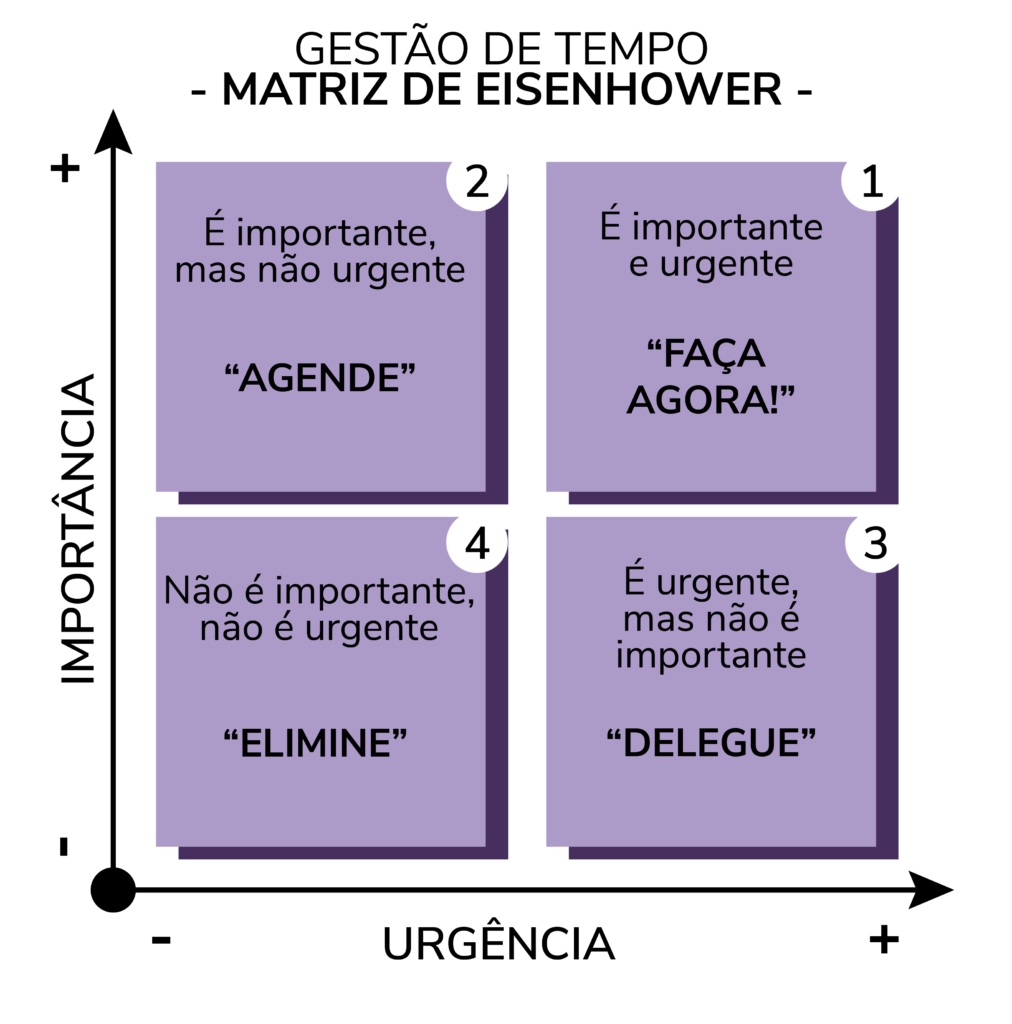 GESTÃO DE TEMPO
- MATRIZ DE EISENHOWER -
+
2
É importante,
mas não urgente
“AGENDE”
1
É importante
e urgente
“FAÇA
AGORA!”
IMPORTÂNCIA
4
Não é importante,
não é urgente
“ELIMINE”
3
É urgente,
mas não é
importante
“DELEGUE”
-
-
URGÊNCIA
+